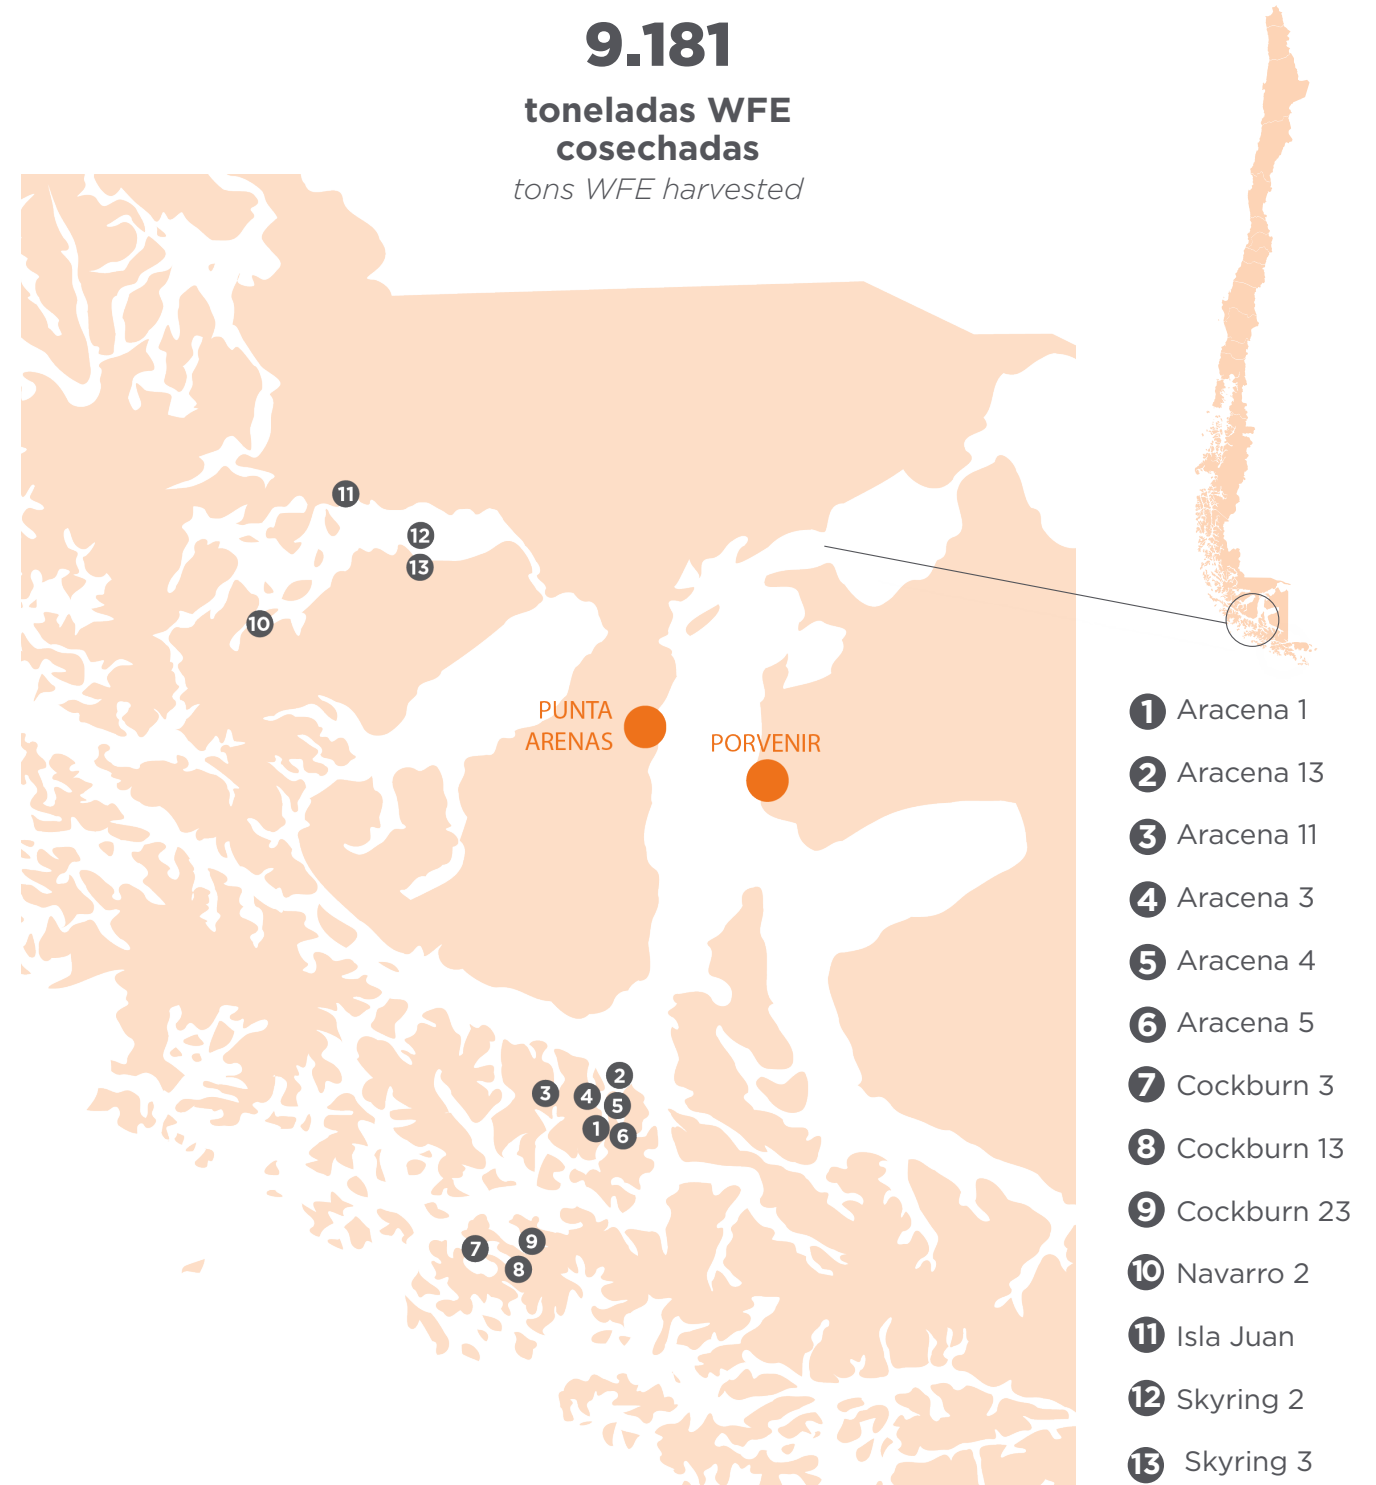 9.181
toneladas WFE
cosechadas
tons WFE harvested
11
12
13
10
PUNTA
ARENAS
PORVENIR
2
3
4
5
1
6
9
7
8
1 Aracena 1
2 Aracena 13
3 Aracena 11
4 Aracena 3
5 Aracena 4
6 Aracena 5
7 Cockburn 3
8 Cockburn 13
9 Cockburn 23
10 Navarro 2
11 Isla Juan
12 Skyring 2
13 Skyring 3